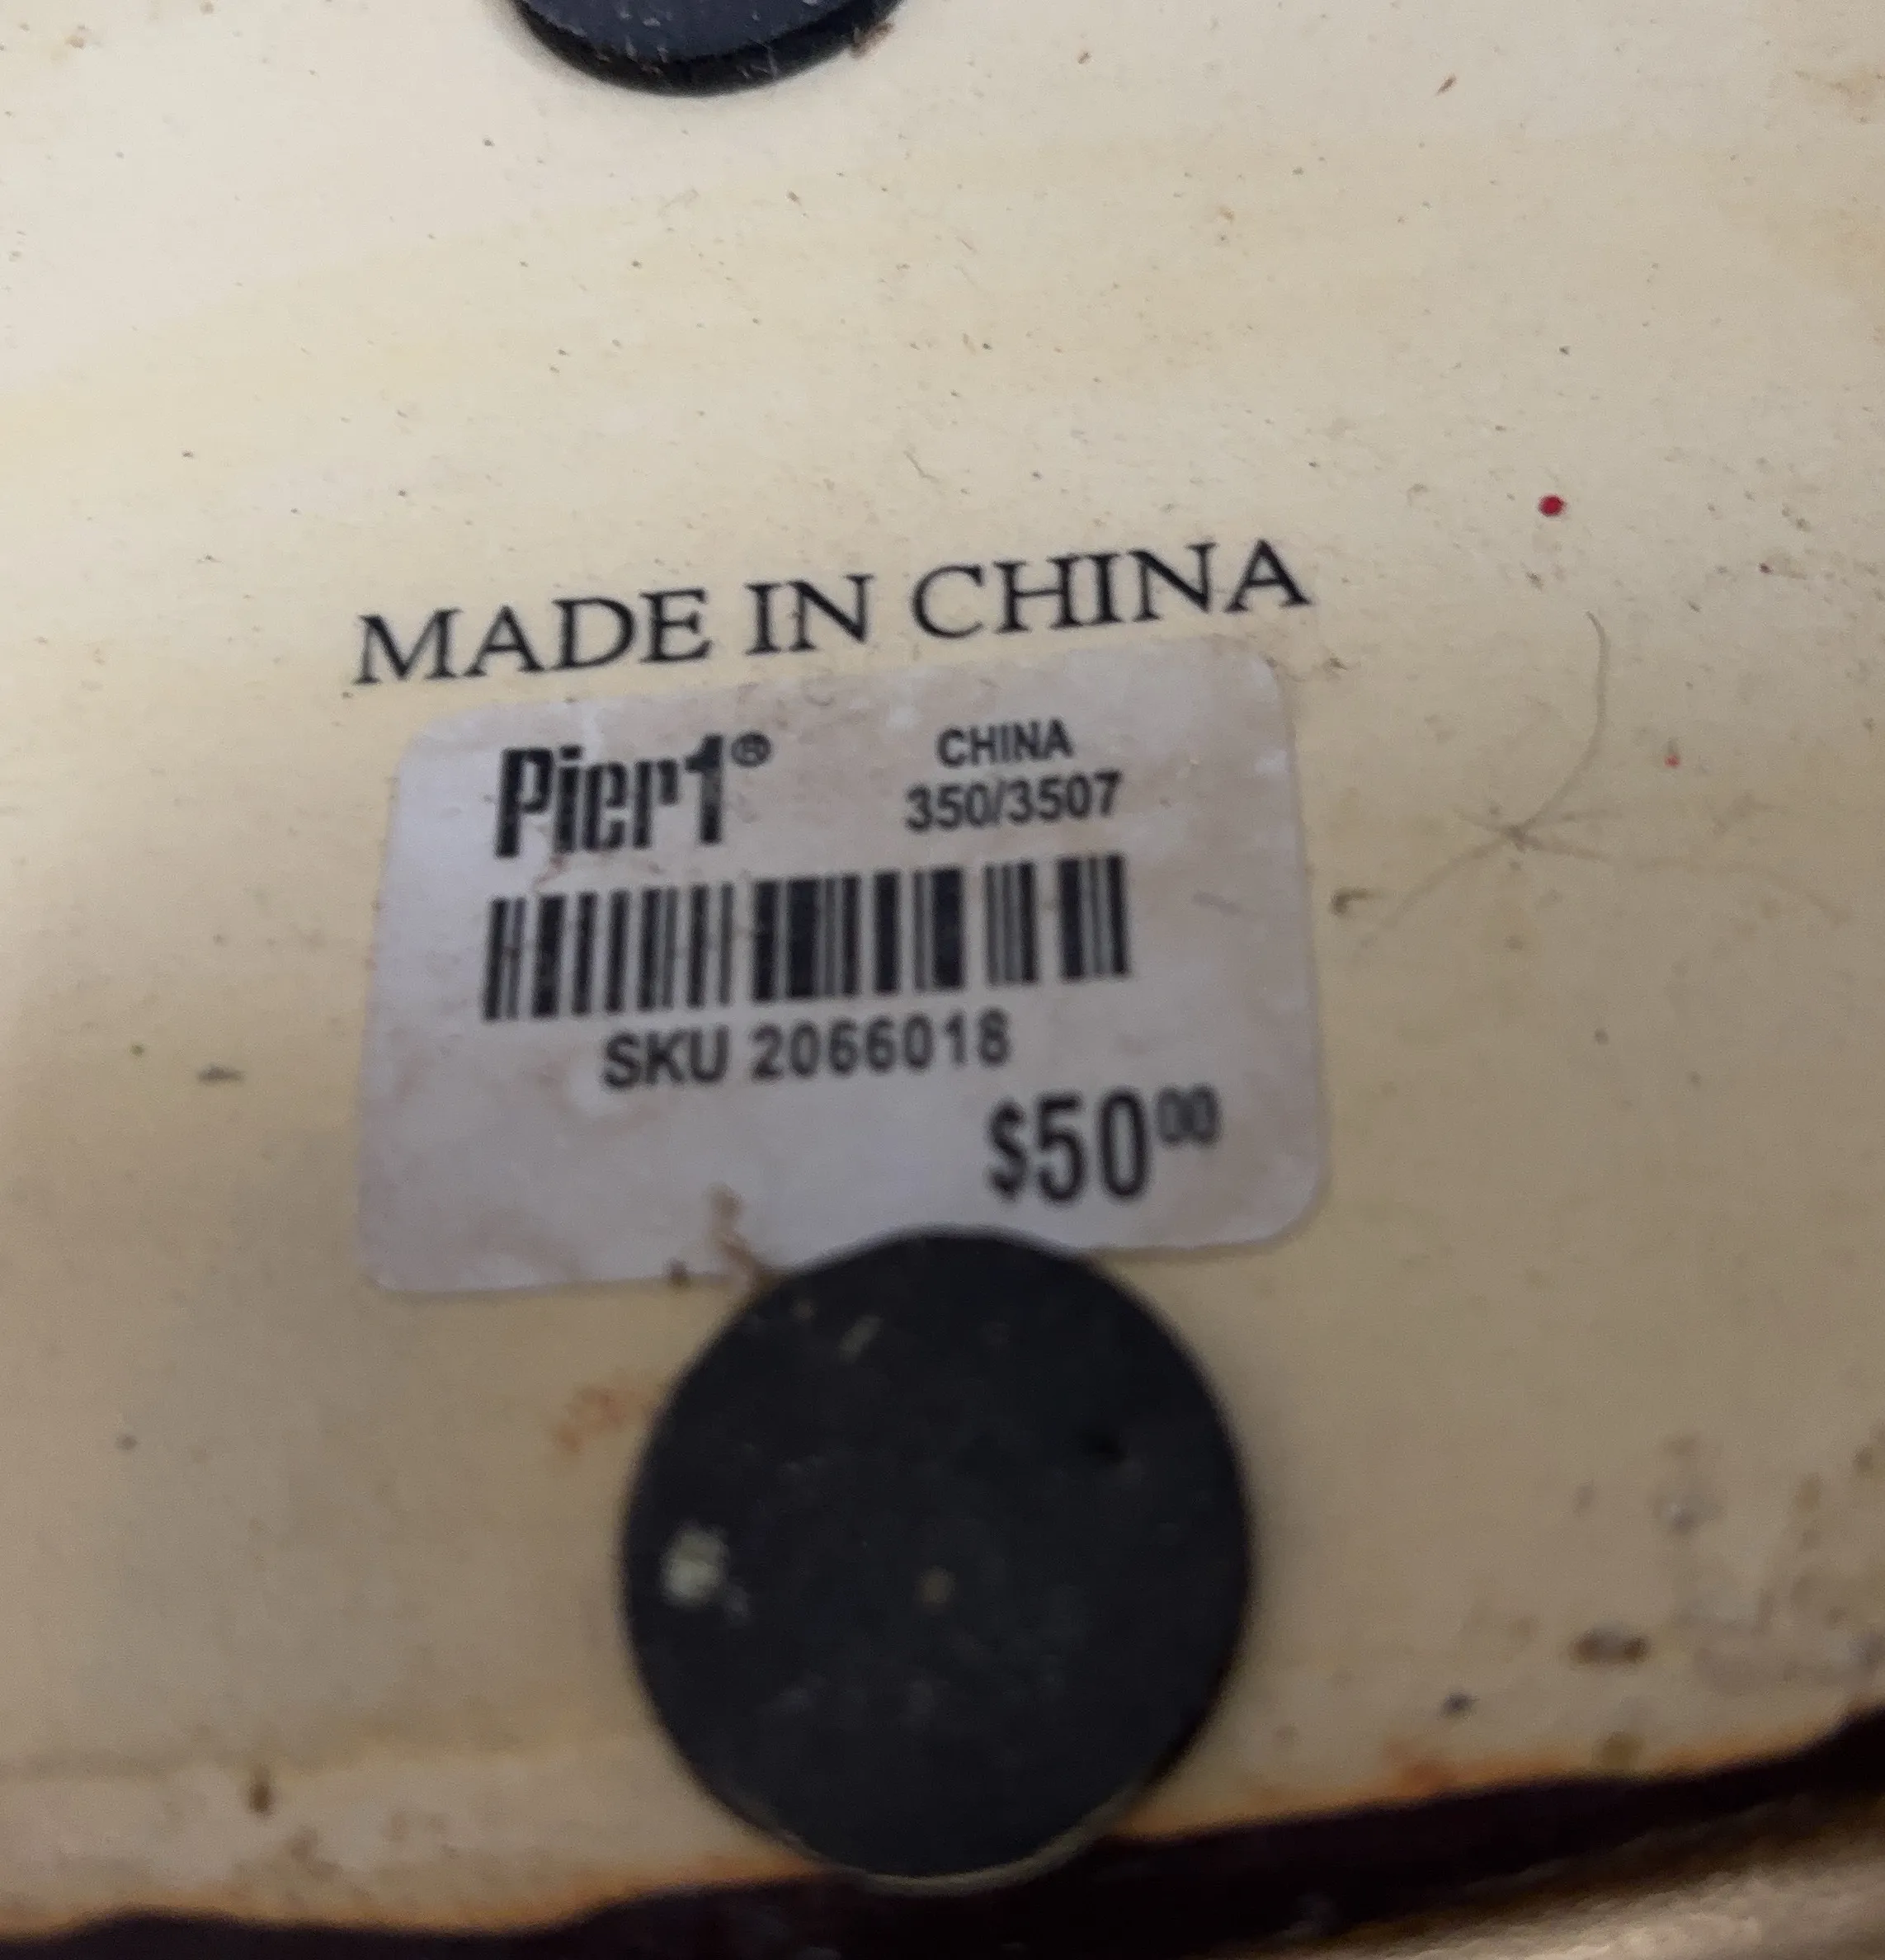 MADE IN CHINA
Pier1® CHINA
350/3507
SKU 2066018
$50⁰⁰